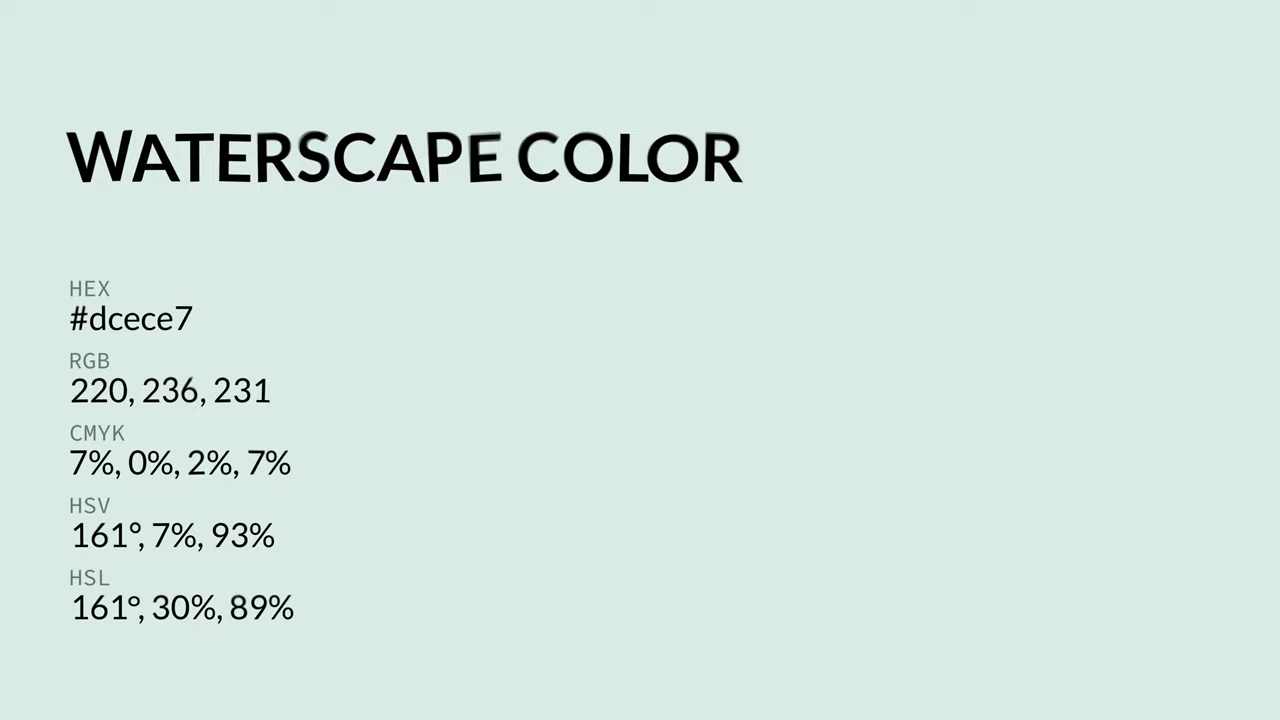 WATERSCAPE COLOR
HEX
#dcece7
RGB
220, 236, 231
CMYK
7%, 0%, 2%, 7%
HSV
161°, 7%, 93%
HSL
161°, 30%, 89%